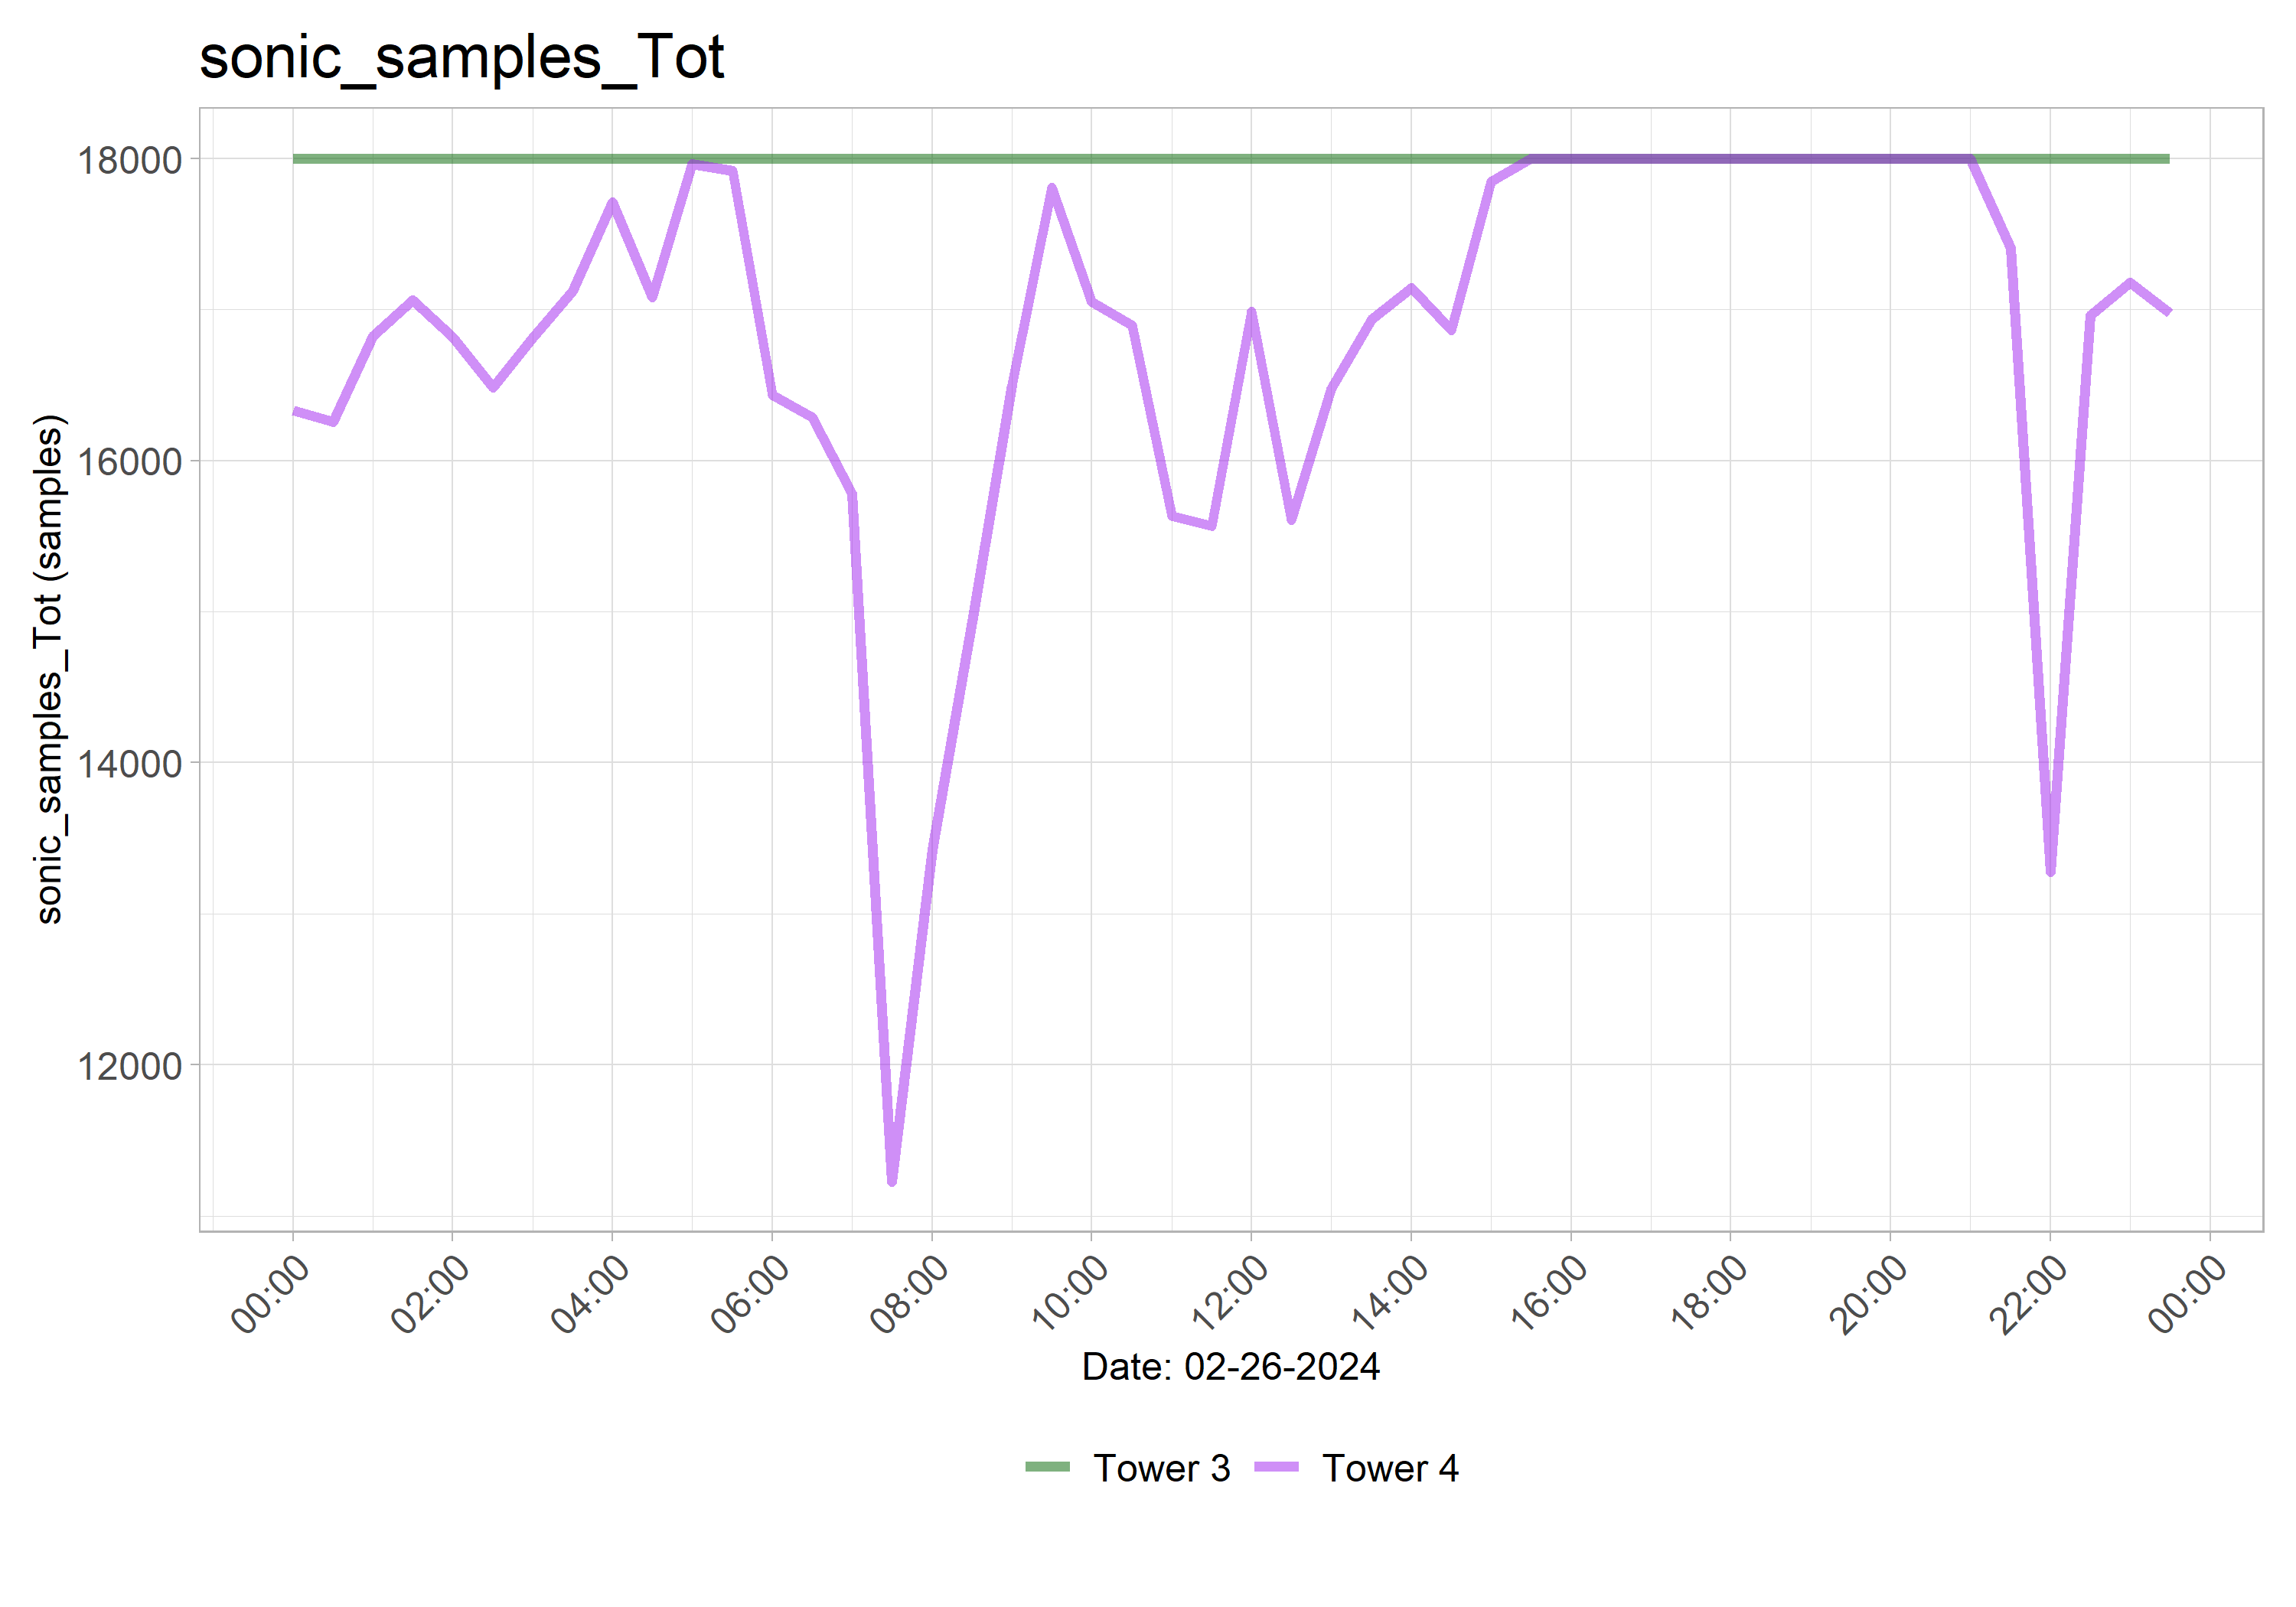 sonic_samples_Tot
sonic_samples_Tot (samples)
18000
16000
14000
12000
00:00 02:00 04:00 06:00 08:00 10:00 12:00 14:00 16:00 18:00 20:00 22:00 00:00
Date: 02-26-2024
Tower 3 Tower 4